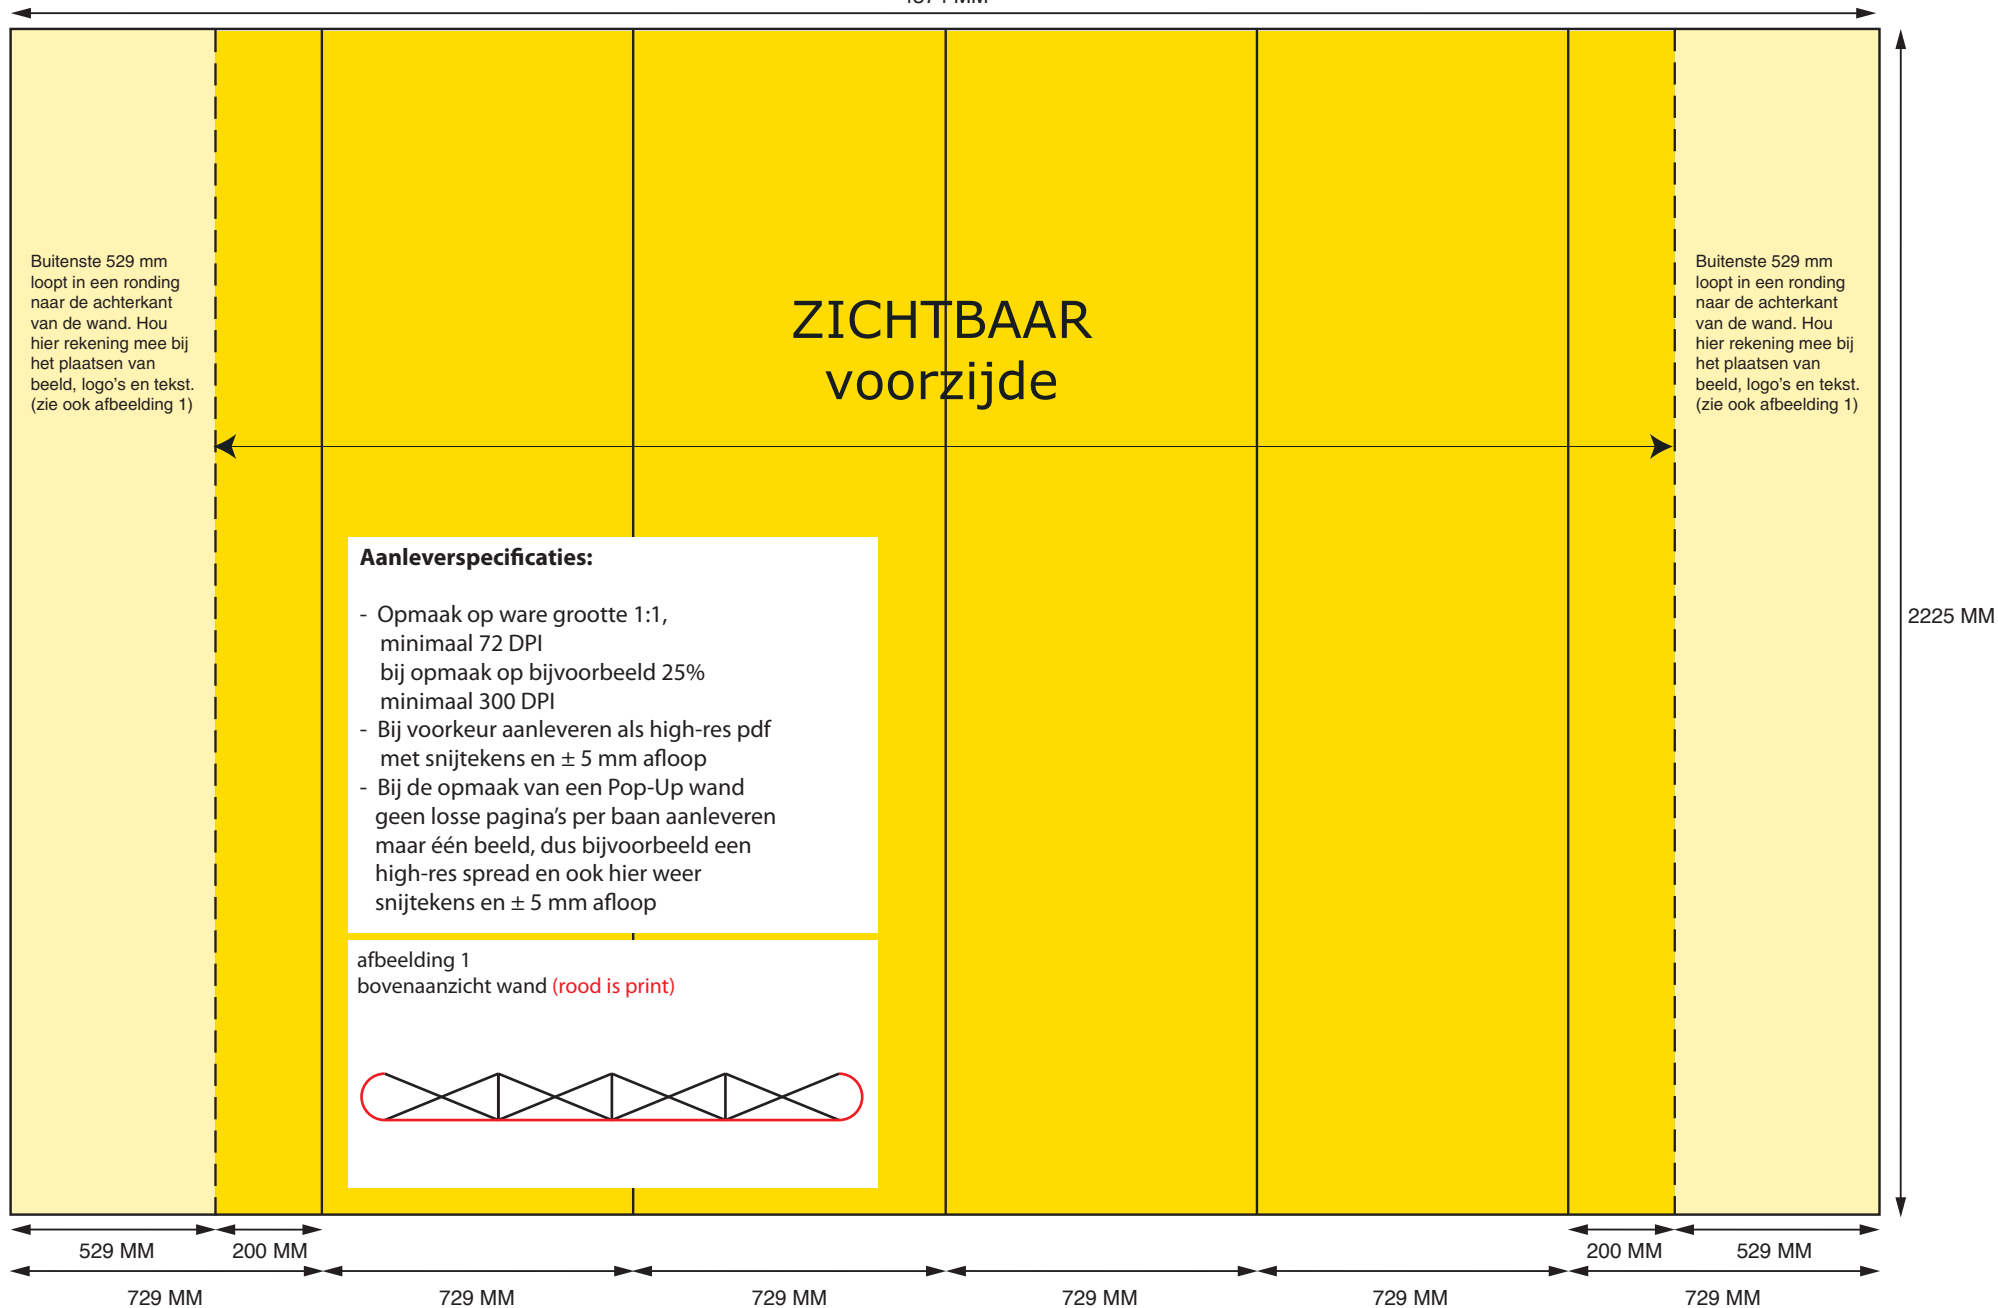 Buitenste 529 mm
loopt in een ronding
naar de achterkant
van de wand. Hou
hier rekening mee bij
het plaatsen van
beeld, logo's en tekst.
(zie ook afbeelding 1)
ZICHTBAAR
voorzijde
Buitenste 529 mm
loopt in een ronding
naar de achterkant
van de wand. Hou
hier rekening mee bij
het plaatsen van
beeld, logo's en tekst.
(zie ook afbeelding 1)
2225 MM
Aanleverspecificaties:
- Opmaak op ware grootte 1:1,
minimaal 72 DPI
bij opmaak op bijvoorbeeld 25%
minimaal 300 DPI
- Bij voorkeur aanleveren als high-res pdf
met snijtekens en ± 5 mm afloop
- Bij de opmaak van een Pop-Up wand
geen losse pagina's per baan aanleveren
maar één beeld, dus bijvoorbeeld een
high-res spread en ook hier weer
snijtekens en ± 5 mm afloop
afbeelding 1
bovenaanzicht wand (rood is print)
529 MM 200 MM 200 MM 529 MM
729 MM 729 MM 729 MM 729 MM 729 MM 729 MM